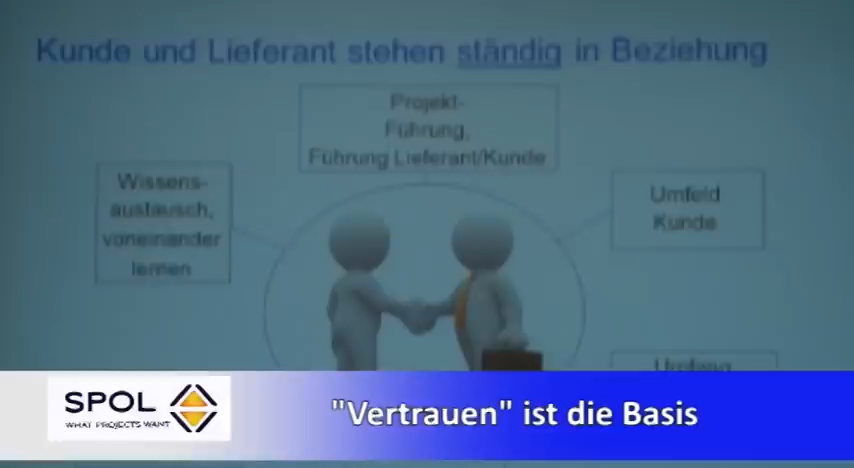 Kunde und Lieferant stehen ständig in Beziehung
Projekt-
Führung,
Führung Lieferant/Kunde
Wissens-
austausch,
voneinander
lernen
Umfeld
Kunde
Umfang
SPOL
WHAT PROJECTS WANT
"Vertrauen" ist die Basis